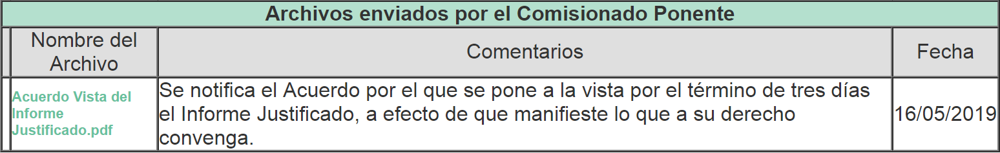 Archivos enviados por el Comisionado Ponente
Nombre del
Archivo
Comentarios
Fecha
Acuerdo Vista del
Informe
Justificado.pdf
Se notifica el Acuerdo por el que se pone a la vista por el término de tres días
el Informe Justificado, a efecto de que manifieste lo que a su derecho
convenga.
16/05/2019